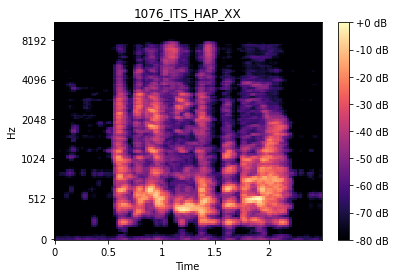 1076_ITS_HAP_XX
8192
4096
2048
1024
512
0
Hz
0
0.5
1
1.5
2
Time
+0 dB
-10 dB
-20 dB
-30 dB
-40 dB
-50 dB
-60 dB
-70 dB
-80 dB